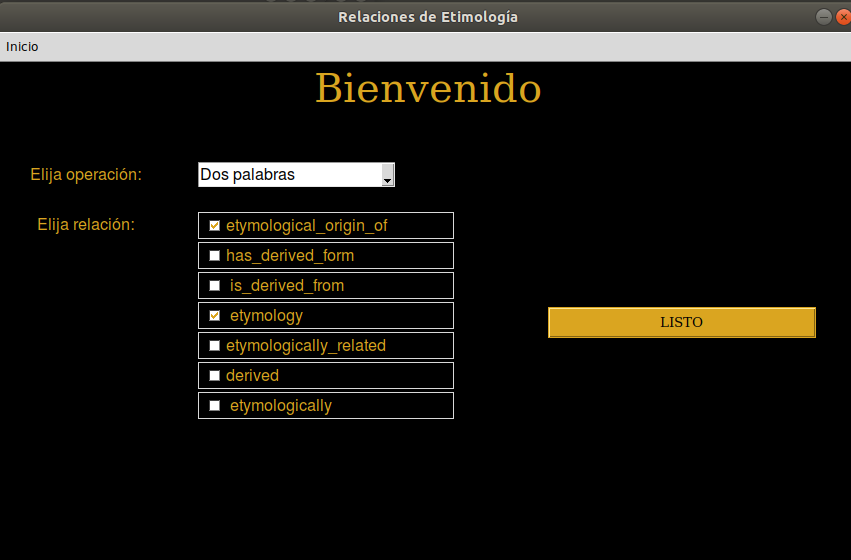 Relaciones de Etimología
Inicio
Bienvenido
Elija operación: Dos palabras
Elija relación: etymological_origin_of
has_derived_form
is_derived_from
etymology
LISTO
etymologically_related
derived
etymologically